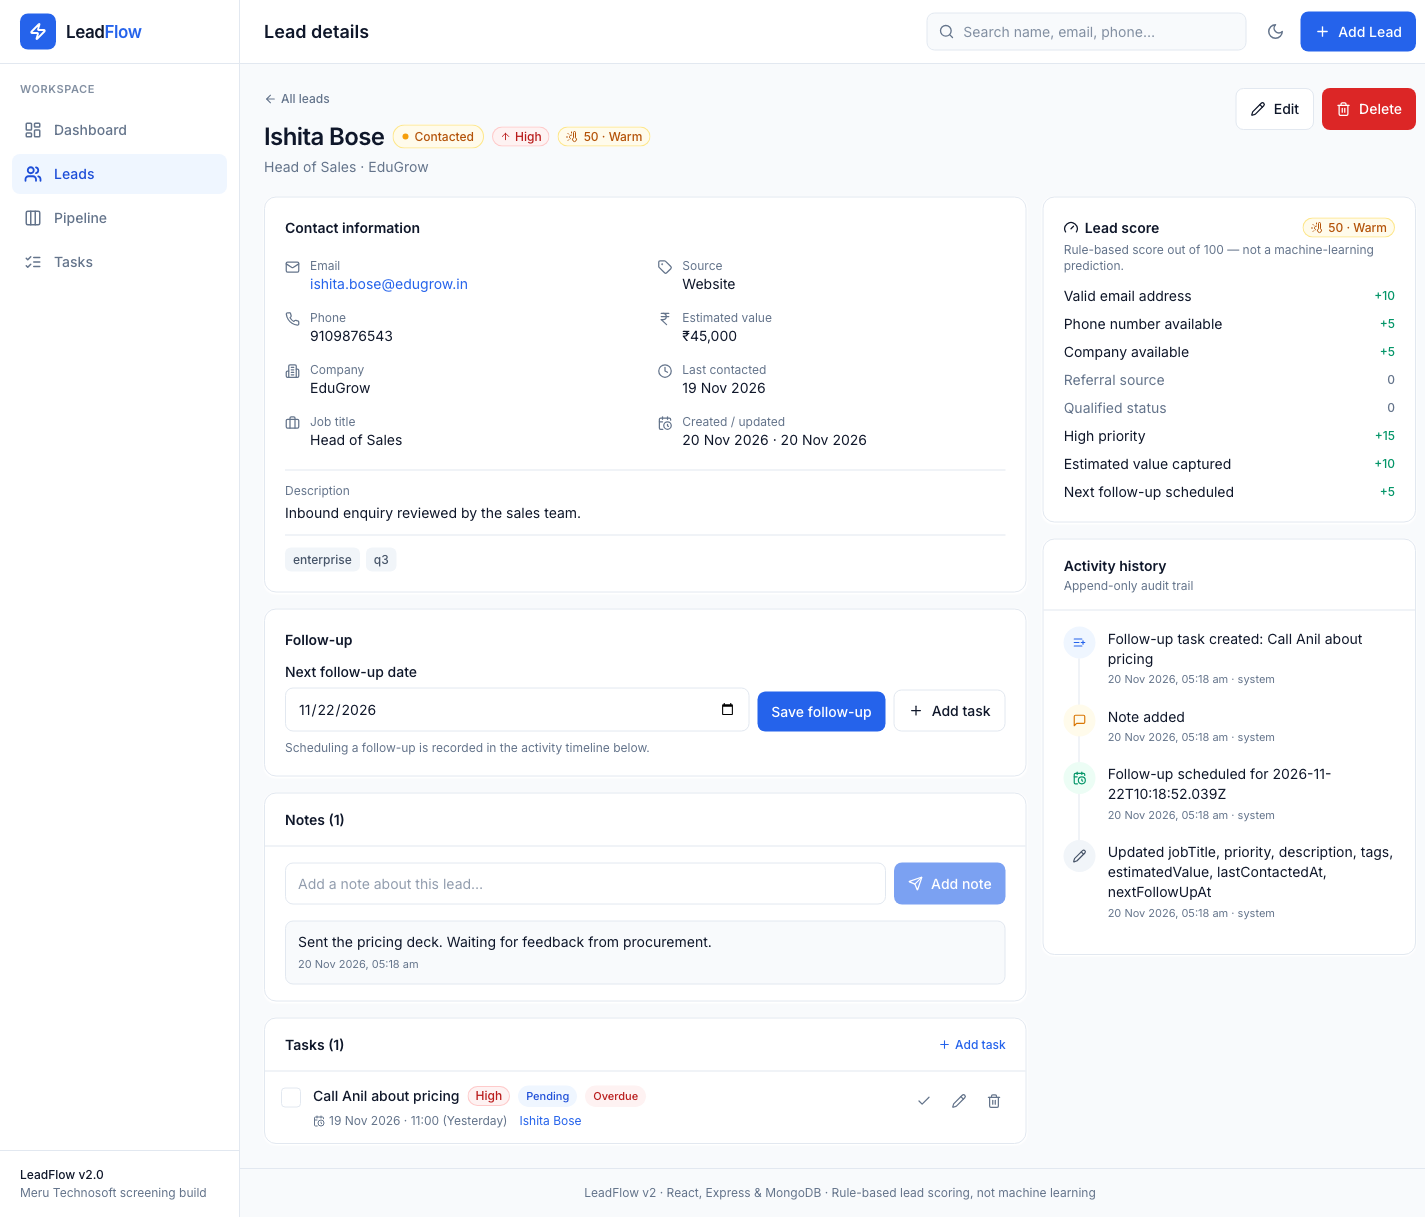 LeadFlow
WORKSPACE
Dashboard
Leads
Pipeline
Tasks
LeadFlow v2.0
Meru Technosoft screening build
Lead details
Search name, email, phone...
Add Lead
All leads
Ishita Bose
Contacted
High
50 · Warm
Head of Sales · EduGrow
Edit
Delete
Contact information
Email
ishita.bose@edugrow.in
Source
Website
Phone
9109876543
Estimated value
₹45,000
Company
EduGrow
Last contacted
19 Nov 2026
Job title
Head of Sales
Created / updated
20 Nov 2026 · 20 Nov 2026
Description
Inbound enquiry reviewed by the sales team.
enterprise
q3
Follow-up
Next follow-up date
11/22/2026
Save follow-up
Add task
Scheduling a follow-up is recorded in the activity timeline below.
Notes (1)
Add a note about this lead...
Add note
Sent the pricing deck. Waiting for feedback from procurement.
20 Nov 2026, 05:18 am
Tasks (1)
Add task
Call Anil about pricing
High
Pending
Overdue
19 Nov 2026 · 11:00 (Yesterday)
Ishita Bose
Lead score
50 · Warm
Rule-based score out of 100 — not a machine-learning
prediction.
Valid email address +10
Phone number available +5
Company available +5
Referral source 0
Qualified status 0
High priority +15
Estimated value captured +10
Next follow-up scheduled +5
Activity history
Append-only audit trail
Follow-up task created: Call Anil about
pricing
20 Nov 2026, 05:18 am · system
Note added
20 Nov 2026, 05:18 am · system
Follow-up scheduled for 2026-11-
22T10:18:52.039Z
20 Nov 2026, 05:18 am · system
Updated jobTitle, priority, description, tags,
estimatedValue, lastContactedAt,
nextFollowUpAt
20 Nov 2026, 05:18 am · system
LeadFlow v2 · React, Express & MongoDB · Rule-based lead scoring, not machine learning